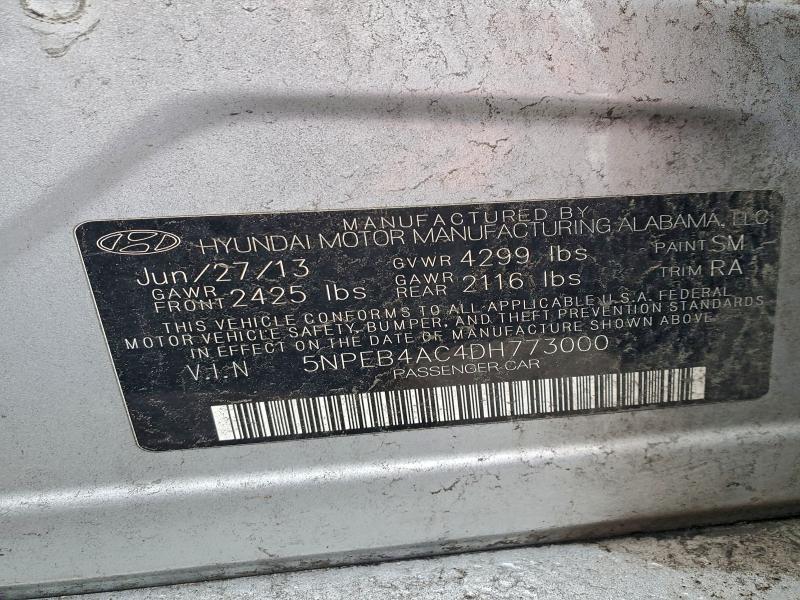 MANUFACTURED BY
HYUNDAI MOTOR MANUFACTURING ALABAMA, LLC
Jun/27/13 GVWR 4299 lbs PAINT SM
GAWR FRONT 2425 lbs GAWR REAR 2116 lbs TRIM RA
THIS VEHICLE CONFORMS TO ALL APPLICABLE U.S.A. FEDERAL
MOTOR VEHICLE SAFETY, BUMPER, AND THEFT PREVENTION STANDARDS
IN EFFECT ON THE DATE OF MANUFACTURE SHOWN ABOVE.
V.I.N 5NPEB4AC4DH773000
PASSENGER CAR